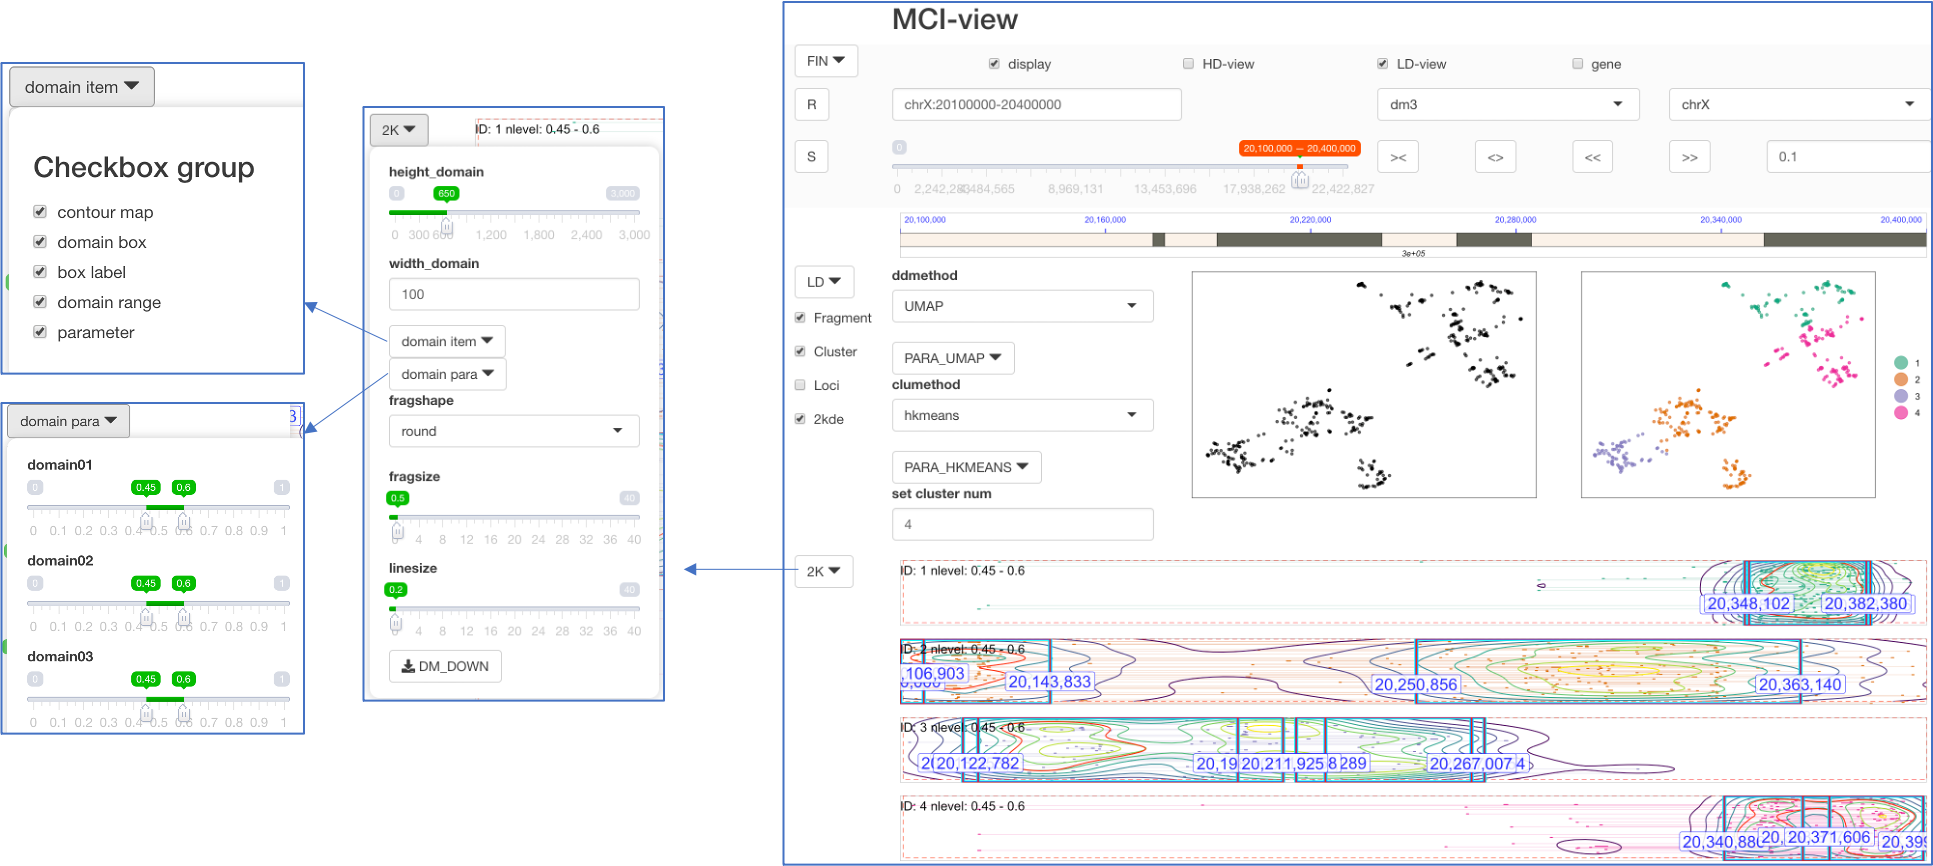 domain item
Checkbox group
contour map
domain box
box label
domain range
parameter
domain para
domain01
0 0.45 0.6 1
0 0.1 0.2 0.3 0.4 0.5 0.6 0.7 0.8 0.9 1
domain02
0 0.45 0.6 1
0 0.1 0.2 0.3 0.4 0.5 0.6 0.7 0.8 0.9 1
domain03
0 0.45 0.6 1
0 0.1 0.2 0.3 0.4 0.5 0.6 0.7 0.8 0.9 1
2K
ID: 1 nlevel: 0.45 - 0.6
height_domain
0 650 3,000
0 300 600 1,200 1,800 2,400 3,000
width_domain
100
domain item
domain para
fragshape
round
fragsize
0.5 40
0 4 8 12 16 20 24 28 32 36 40
linesize
0.2 40
0 4 8 12 16 20 24 28 32 36 40
DM_DOWN
MCI-view
FIN
display HD-view LD-view gene
R chrX:20100000-20400000 dm3 chrX
S 0 20,100,000 — 20,400,000 >< <> << >> 0.1
0 2,242,283 4,484,565 8,969,131 13,453,696 17,938,262 22,422,827
20,100,000 20,160,000 20,220,000 20,280,000 20,340,000 20,400,000
3e+05
LD
Fragment
Cluster
Loci
2kde
ddmethod
UMAP
PARA_UMAP
clumethod
hkmeans
PARA_HKMEANS
set cluster num
4
1
2
3
4
2K
ID: 1 nlevel: 0.45 - 0.6
20,348,102 20,382,380
ID: 2 nlevel: 0.45 - 0.6
,106,903 20,143,833 20,250,856 20,363,140
ID: 3 nlevel: 0.45 - 0.6
20,122,782 20,19 20,211,925 8289 20,267,007 4
ID: 4 nlevel: 0.45 - 0.6
20,340,880 20, 20,371,606 20,399